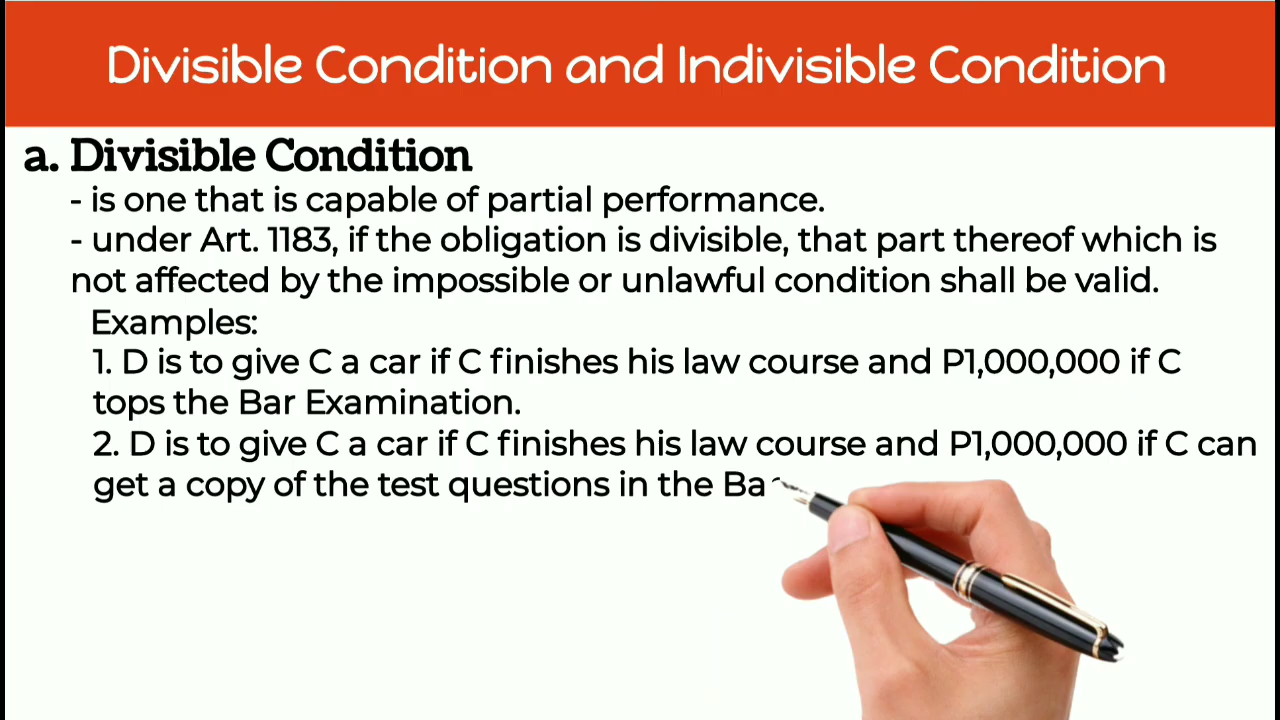 Divisible Condition and Indivisible Condition
a. Divisible Condition
- is one that is capable of partial performance.
- under Art. 1183, if the obligation is divisible, that part thereof which is
not affected by the impossible or unlawful condition shall be valid.
Examples:
1. D is to give C a car if C finishes his law course and P1,000,000 if C
tops the Bar Examination.
2. D is to give C a car if C finishes his law course and P1,000,000 if C can
get a copy of the test questions in the